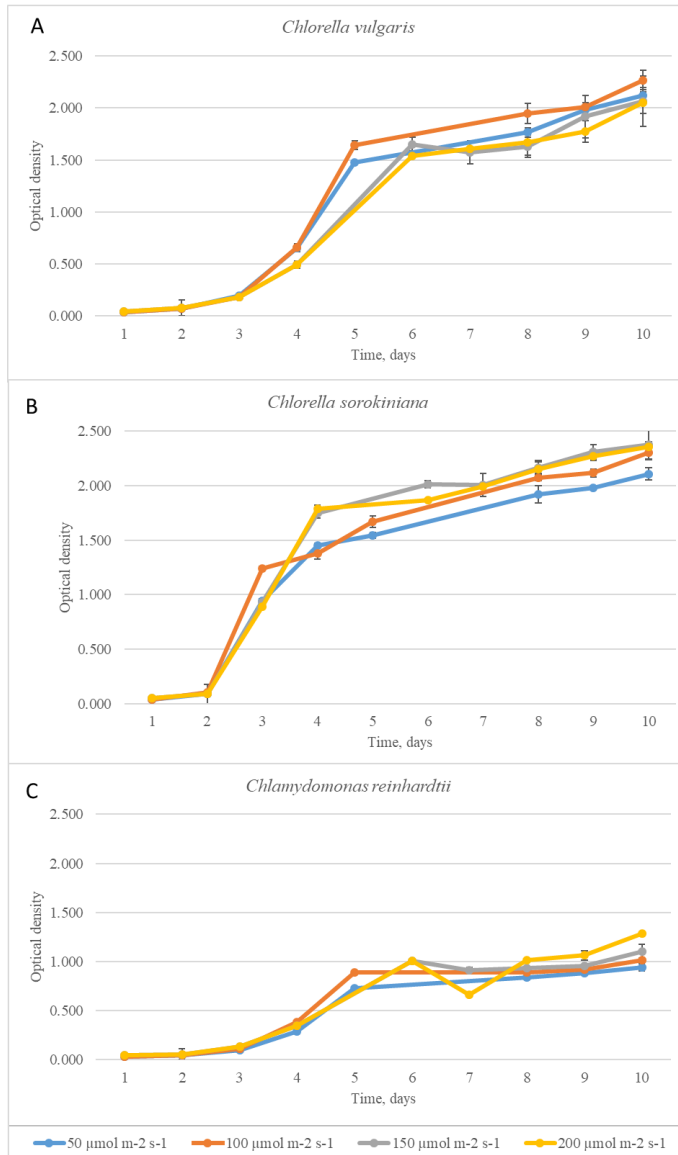 A
Chlorella vulgaris
2.500
2.000
1.500
1.000
0.500
0.000
Optical density
1 2 3 4 5 6 7 8 9 10
Time, days
B
Chlorella sorokiniana
2.500
2.000
1.500
1.000
0.500
0.000
Optical density
1 2 3 4 5 6 7 8 9 10
Time, days
C
Chlamydomonas reinhardtii
2.500
2.000
1.500
1.000
0.500
0.000
Optical density
1 2 3 4 5 6 7 8 9 10
Time, days
50 µmol m-2 s-1 100 µmol m-2 s-1 150 µmol m-2 s-1 200 µmol m-2 s-1